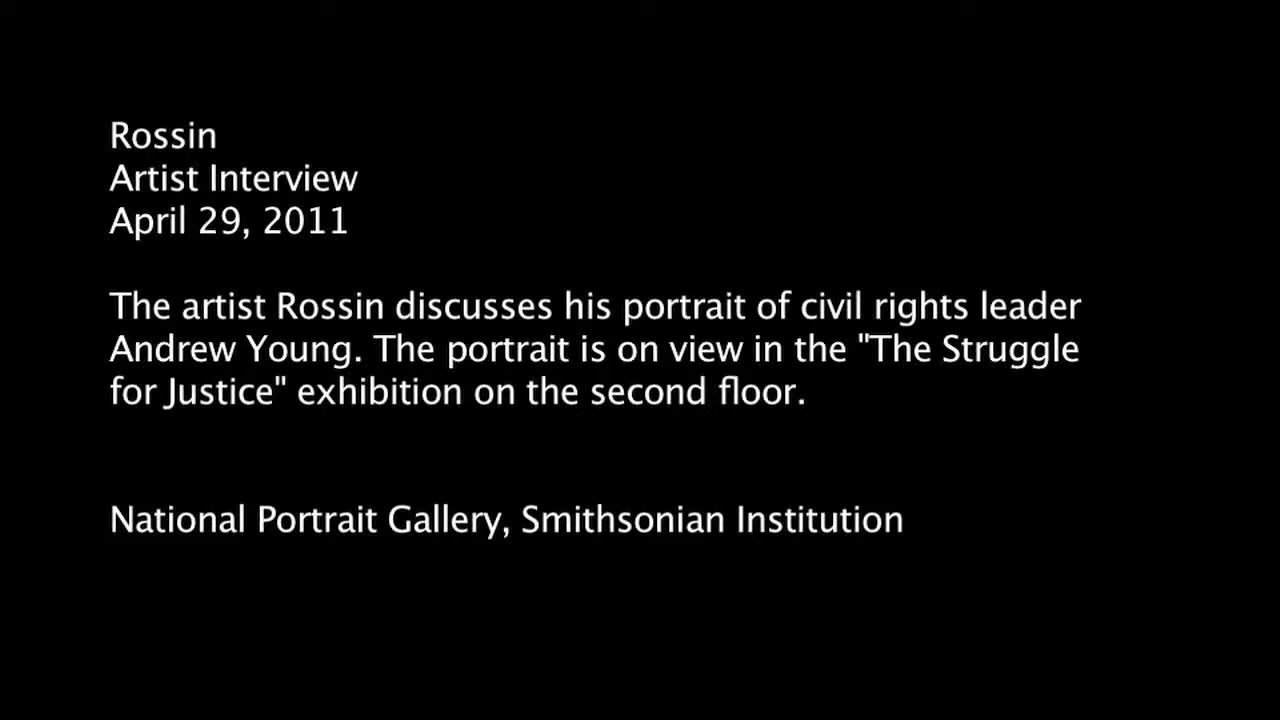 Rossin
Artist Interview
April 29, 2011
The artist Rossin discusses his portrait of civil rights leader
Andrew Young. The portrait is on view in the "The Struggle
for Justice" exhibition on the second floor.
National Portrait Gallery, Smithsonian Institution